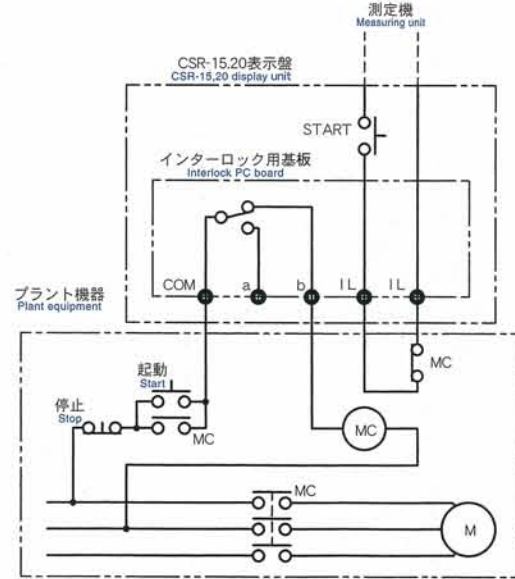 測定機
Measuring unit
CSR-15.20表示盤
CSR-15,20 display unit
START
インターロック用基板
Interlock PC board
COM
a
b
IL
IL
プラント機器
Plant equipment
MC
起動
Start
停止
Stop
MC
MC
MC
M